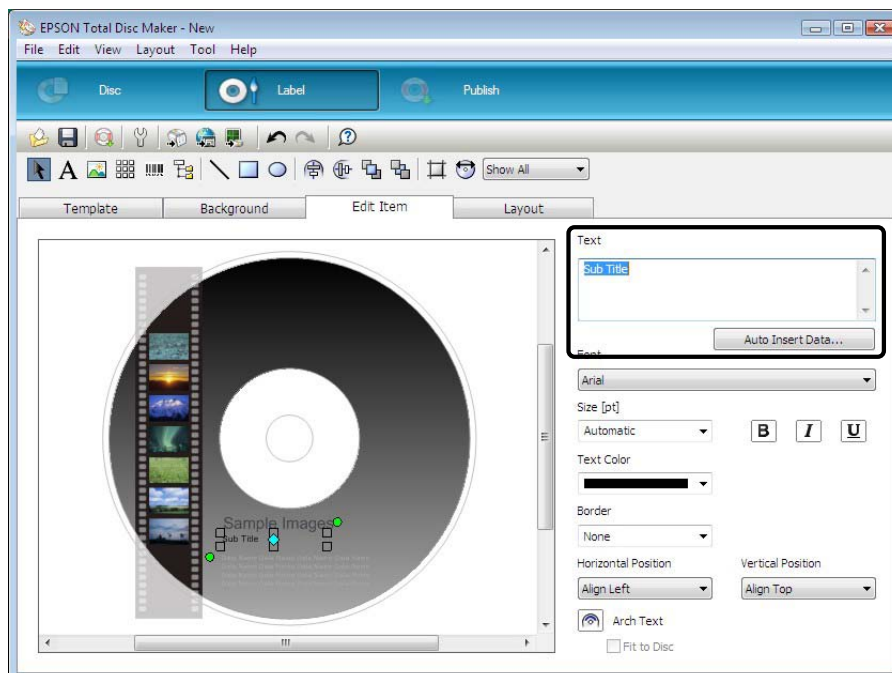 EPSON Total Disc Maker - New
File Edit View Layout Tool Help
Disc Label Publish
Show All
Template Background Edit Item Layout
Text
Sub Title
Auto Insert Data...
Font
Arial
Size [pt]
Automatic
B I U
Text Color
Border
None
Horizontal Position Vertical Position
Align Left Align Top
Arch Text
Fit to Disc
Sample Images
Sub Title